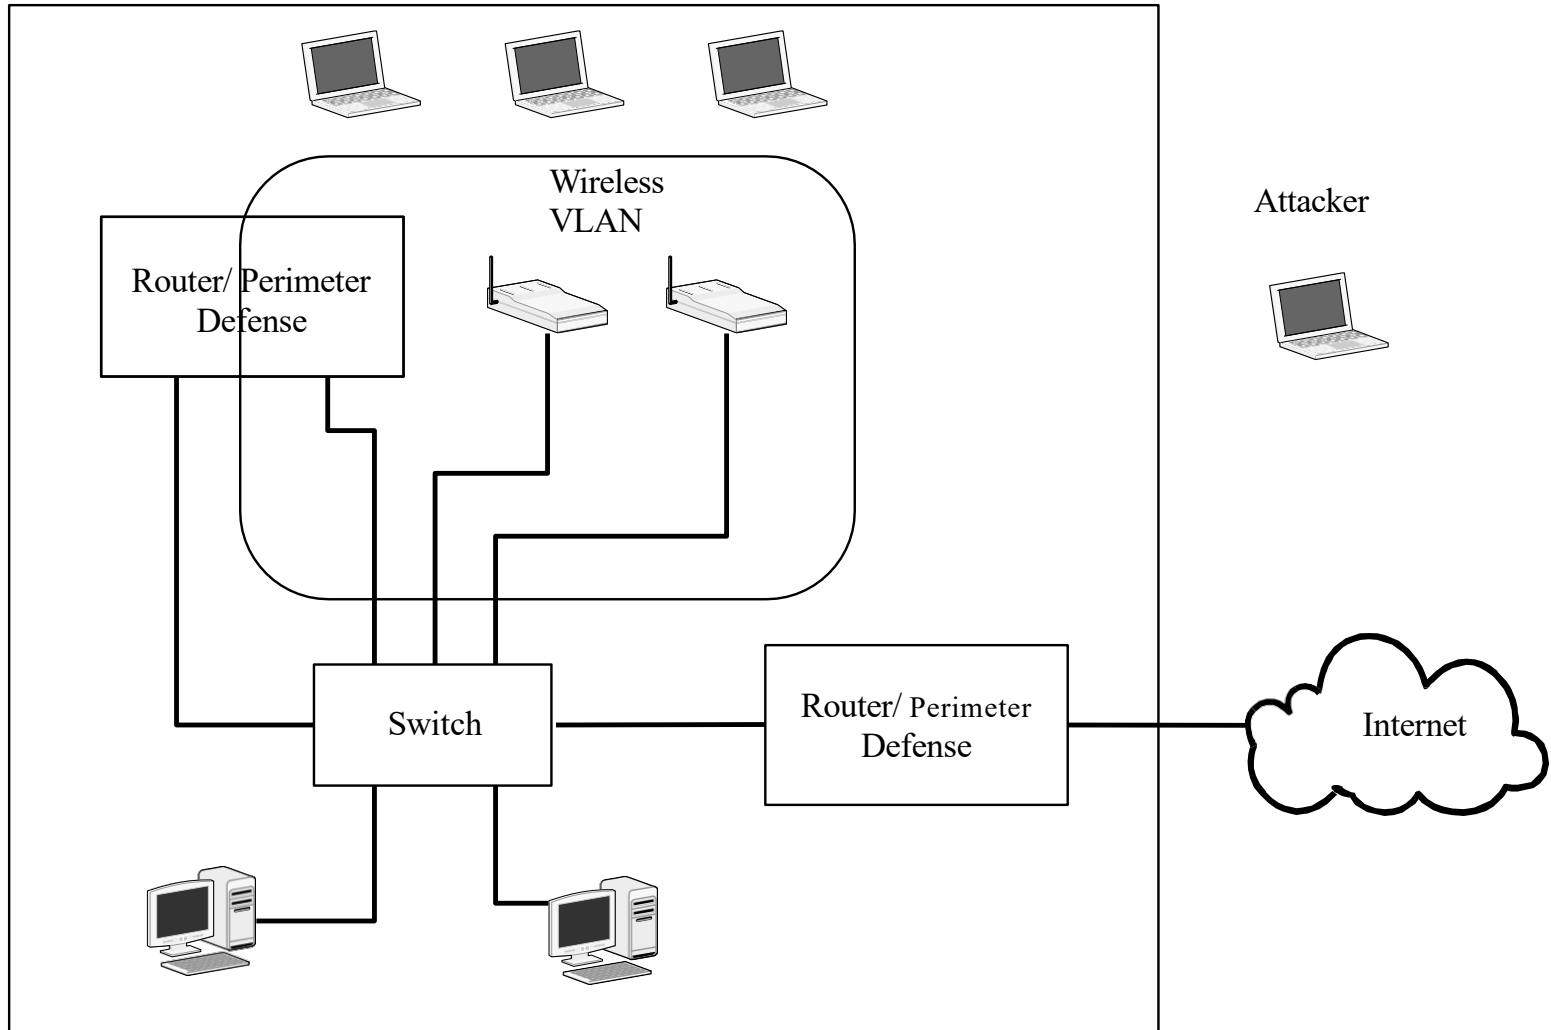 Wireless
VLAN
Attacker
Router/ Perimeter
Defense
Switch
Router/ Perimeter
Defense
Internet